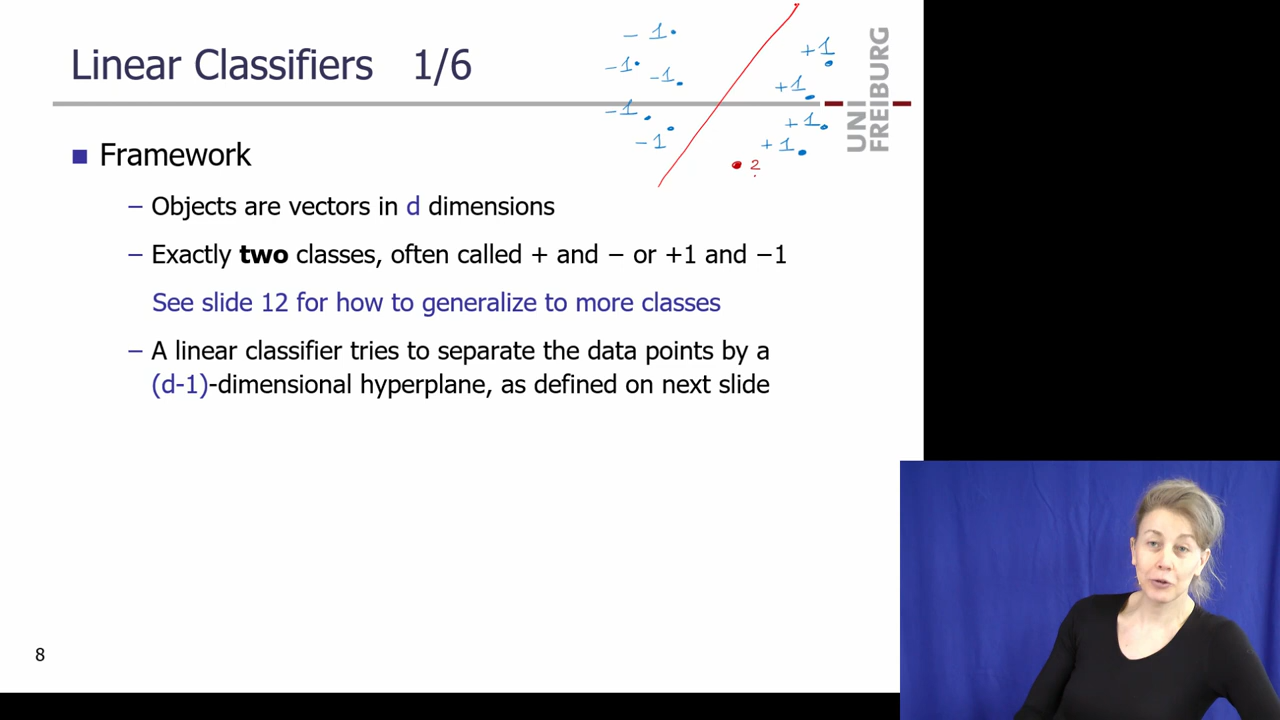 Linear Classifiers 1/6
− 1
−1
−1
−1
−1
+1
+1
+1
+1
?
UNI
FREIBURG
■ Framework
– Objects are vectors in d dimensions
– Exactly two classes, often called + and − or +1 and −1
See slide 12 for how to generalize to more classes
– A linear classifier tries to separate the data points by a
(d-1)-dimensional hyperplane, as defined on next slide
8